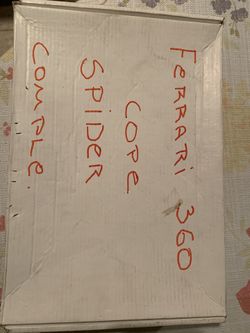 FERRARi 360
COPE
SPiDER
COMPLE.